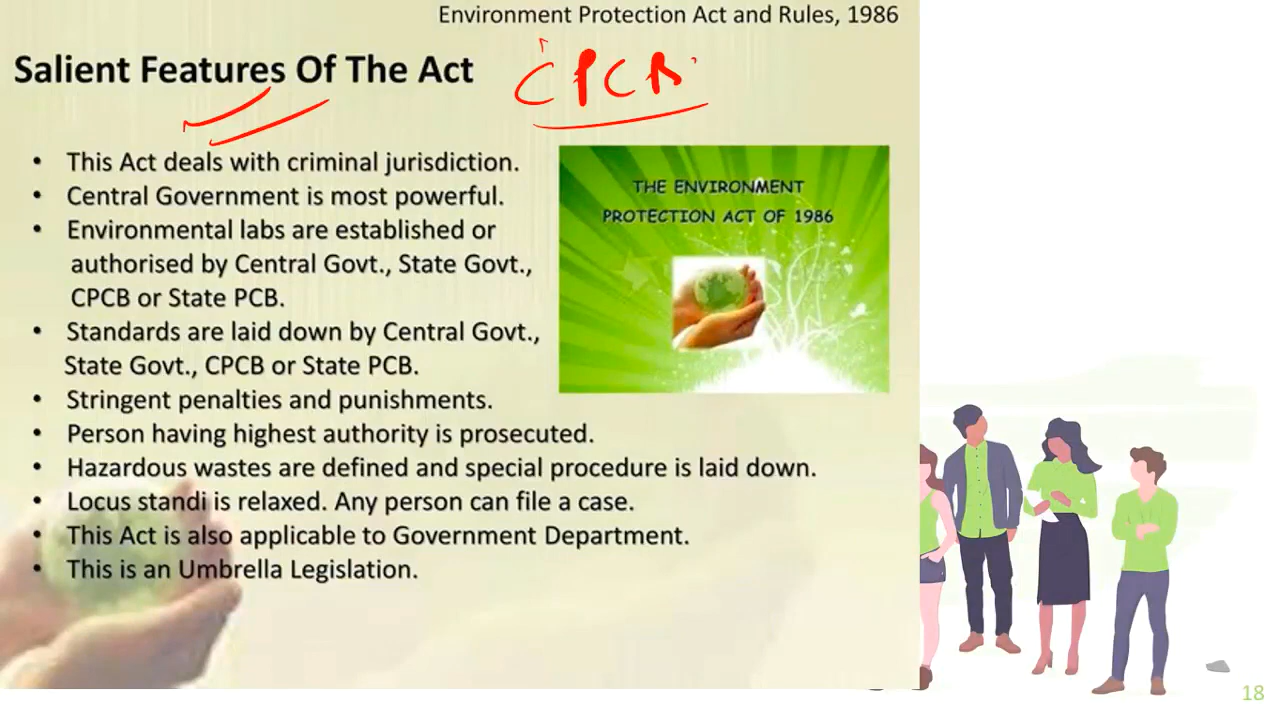 Environment Protection Act and Rules, 1986
Salient Features Of The Act
CPCB
• This Act deals with criminal jurisdiction.
• Central Government is most powerful.
• Environmental labs are established or
authorised by Central Govt., State Govt.,
CPCB or State PCB.
• Standards are laid down by Central Govt.,
State Govt., CPCB or State PCB.
• Stringent penalties and punishments.
• Person having highest authority is prosecuted.
• Hazardous wastes are defined and special procedure is laid down.
• Locus standi is relaxed. Any person can file a case.
• This Act is also applicable to Government Department.
• This is an Umbrella Legislation.
THE ENVIRONMENT
PROTECTION ACT OF 1986
18